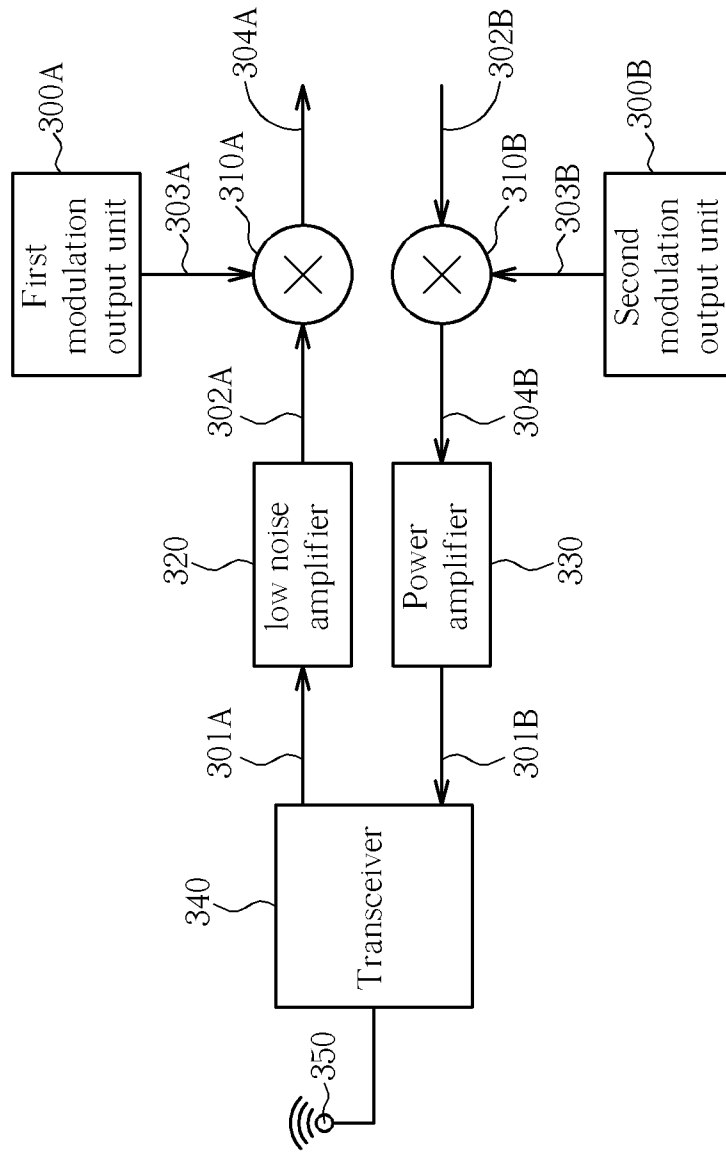 First
modulation
output unit
300A
303A
310A
304A
320
302A
340
301A
low noise
amplifier
350
Transceiver
Power
amplifier
301B
330
304B
310B
302B
303B
Second
modulation
output unit
300B